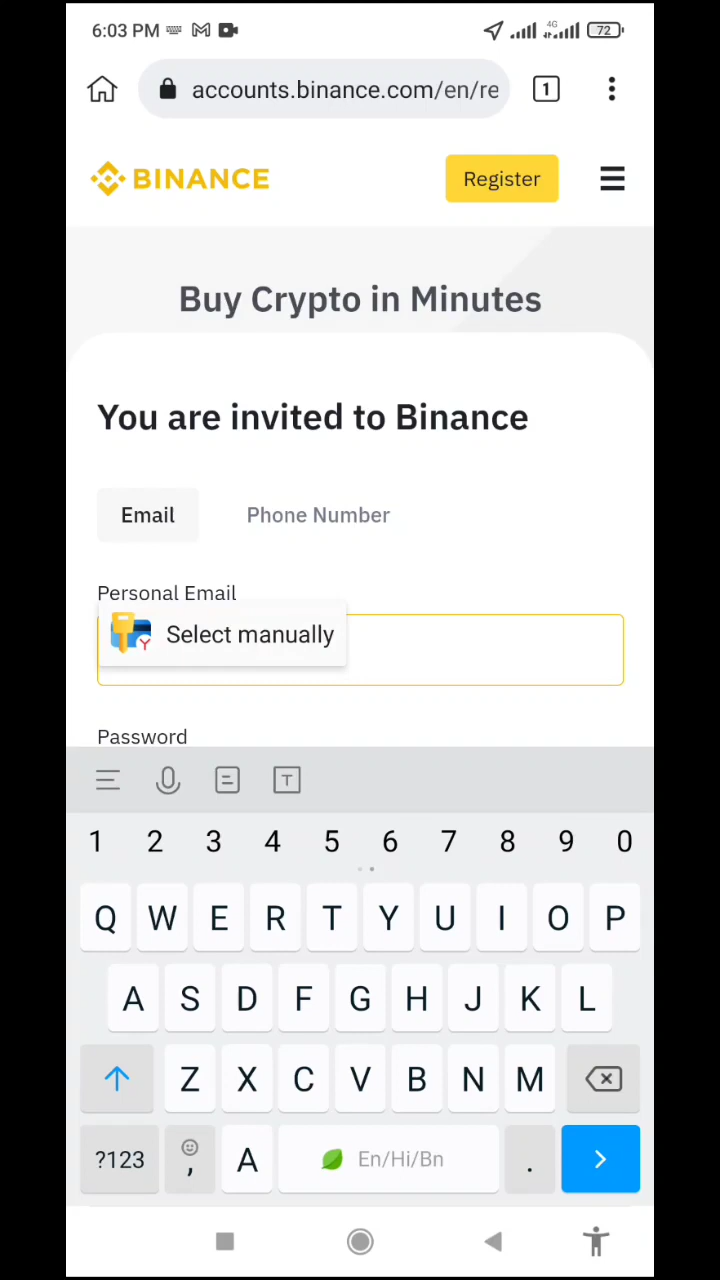 6:03 PM 4G 72
accounts.binance.com/en/re 1
BINANCE Register
Buy Crypto in Minutes
You are invited to Binance
Email Phone Number
Personal Email
Select manually
Password
T
1 2 3 4 5 6 7 8 9 0
Q W E R T Y U I O P
A S D F G H J K L
Z X C V B N M
?123 , A En/Hi/Bn .